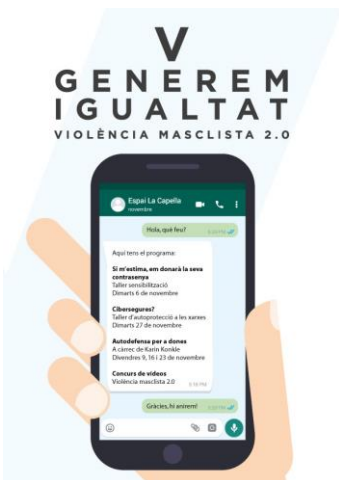 V
GENEREM
IGUALTAT
VIOLÈNCIA MASCLISTA 2.0
Espai La Capella
novembre
Hola, què feu?
Aquí tens el programa:
Si m'estima, em donarà la seva
contrasenya
Taller sensibilització
Dimarts 6 de novembre
Cibersegures?
Taller d'autoprotecció a les xarxes
Dimarts 27 de novembre
Autodefensa per a dones
A càrrec de Karin Konkle
Divendres 9, 16 i 23 de novembre
Concurs de vídeos
Violència masclista 2.0
Gràcies, hi anirem!